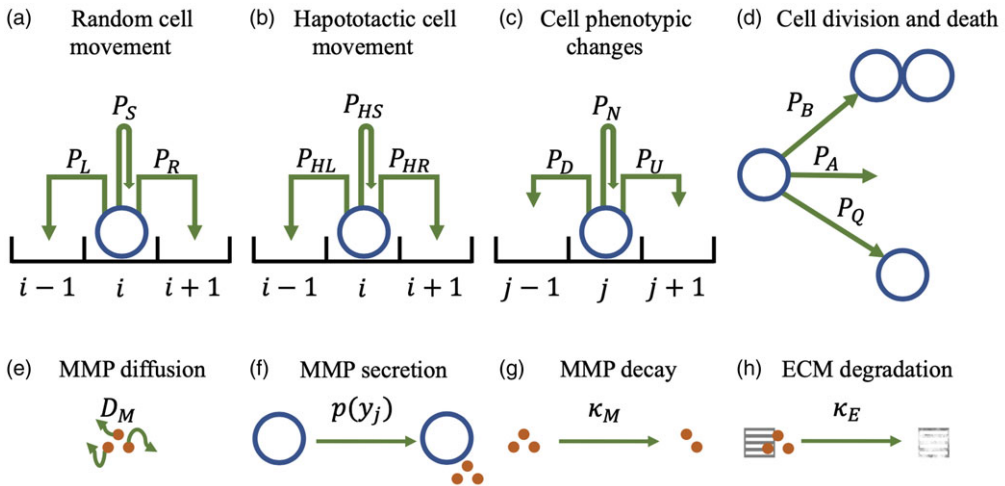 (a) Random cell movement
P_S
P_L P_R
i − 1 i i + 1
(b) Hapototactic cell movement
P_HS
P_HL P_HR
i − 1 i i + 1
(c) Cell phenotypic changes
P_N
P_D P_U
j − 1 j j + 1
(d) Cell division and death
P_B
P_A
P_Q
(e) MMP diffusion
D_M
(f) MMP secretion
p(y_j)
(g) MMP decay
κ_M
(h) ECM degradation
κ_E